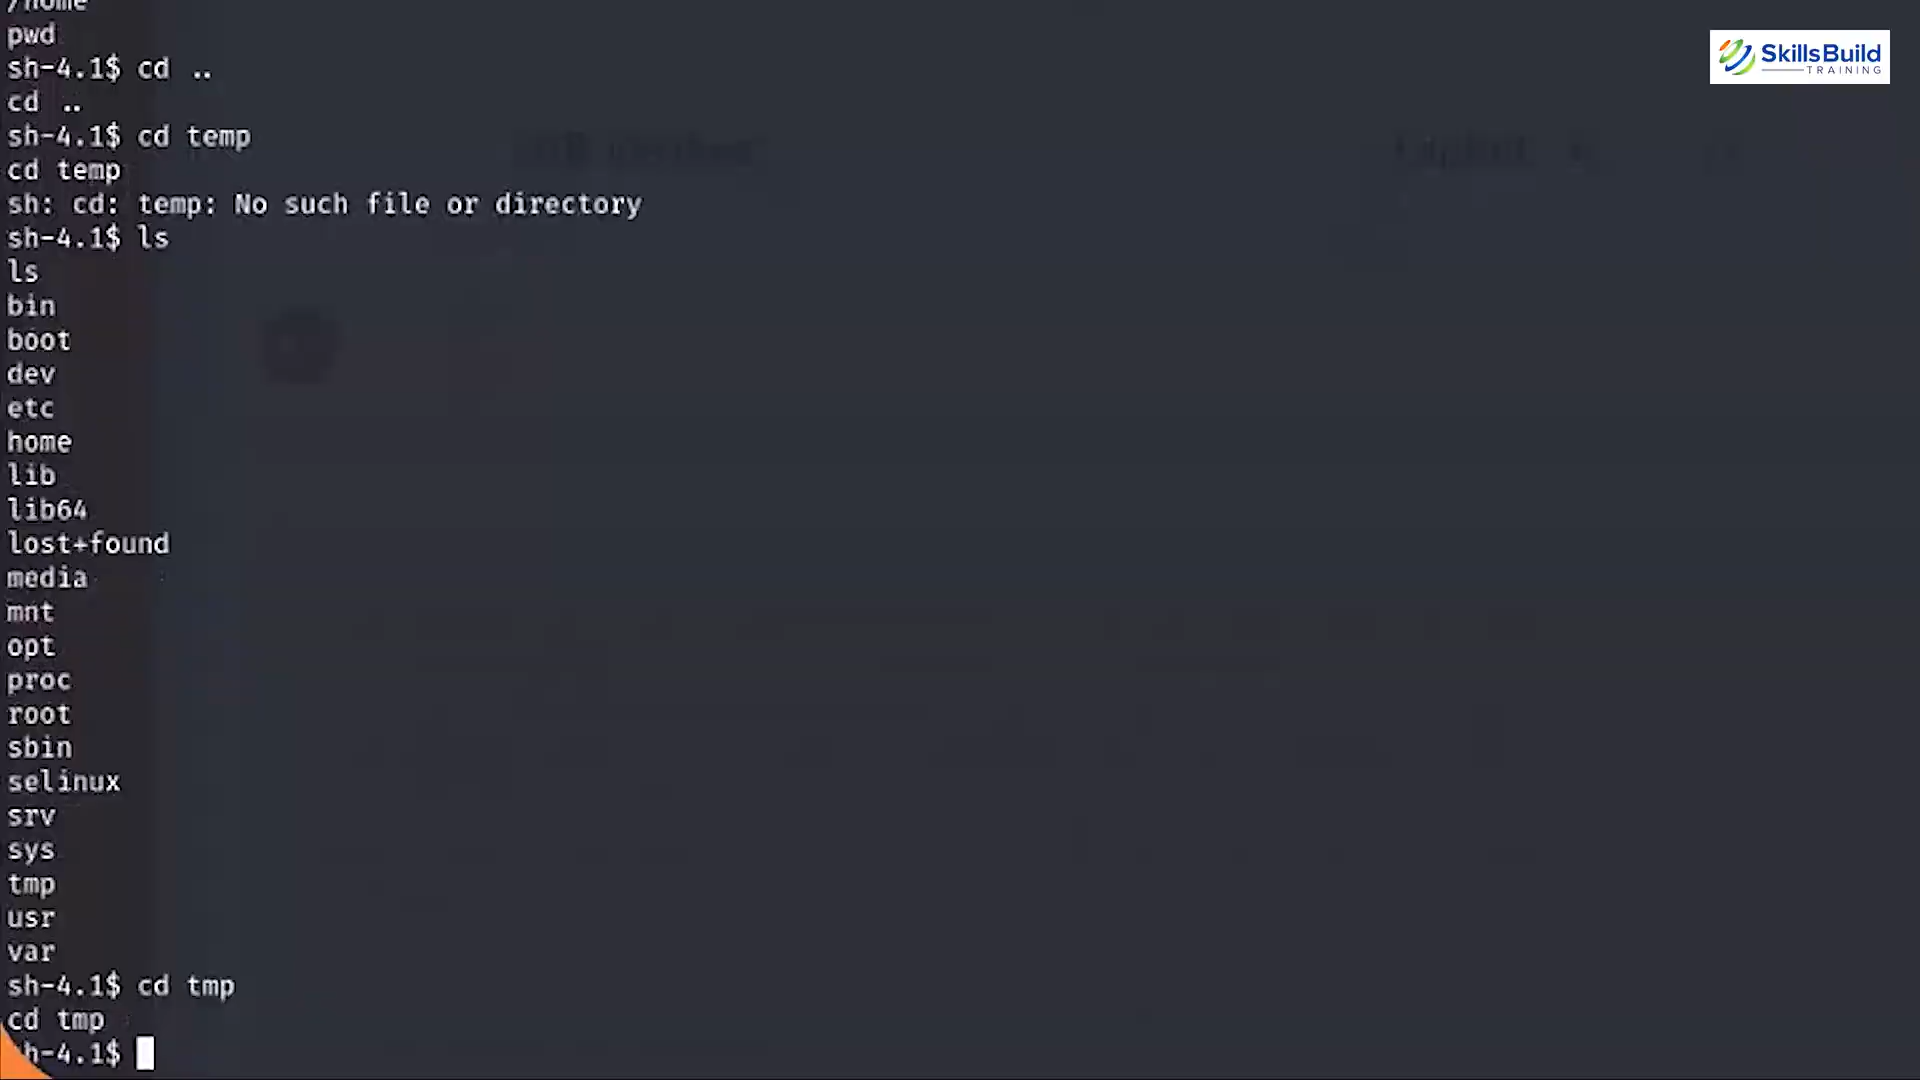 /home
pwd
sh-4.1$ cd ..
cd ..
sh-4.1$ cd temp
cd temp
sh: cd: temp: No such file or directory
sh-4.1$ ls
ls
bin
boot
dev
etc
home
lib
lib64
lost+found
media
mnt
opt
proc
root
sbin
selinux
srv
sys
tmp
usr
var
sh-4.1$ cd tmp
cd tmp
h-4.1$
SkillsBuild
TRAINING